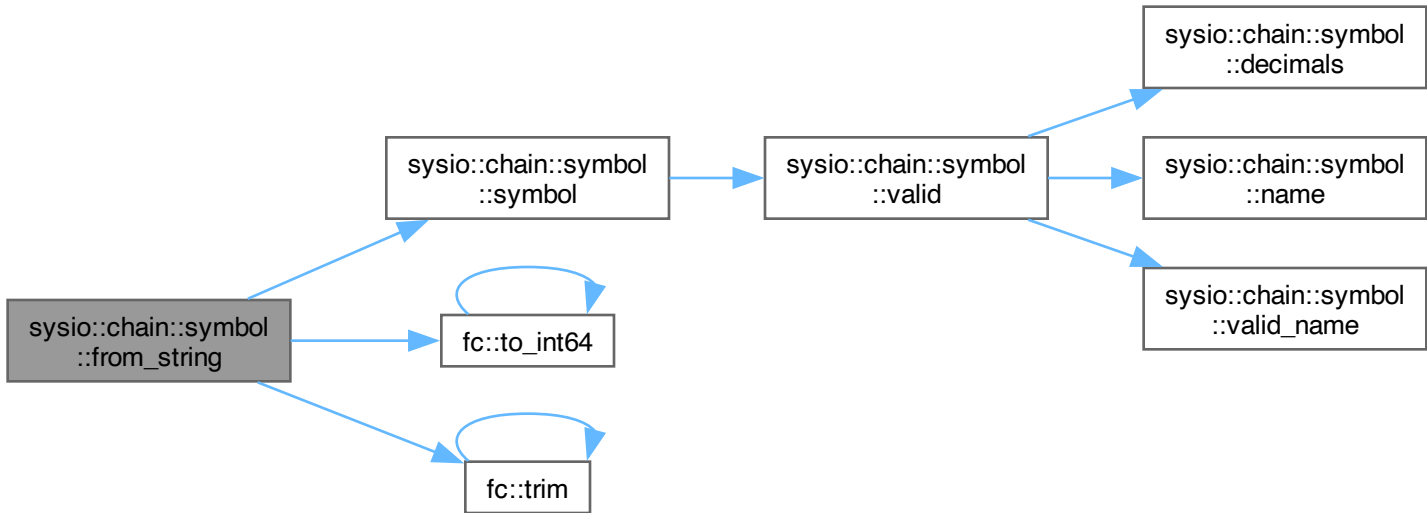 sysio::chain::symbol
::decimals
sysio::chain::symbol
::symbol
sysio::chain::symbol
::valid
sysio::chain::symbol
::name
sysio::chain::symbol
::valid_name
sysio::chain::symbol
::from_string
fc::to_int64
fc::trim